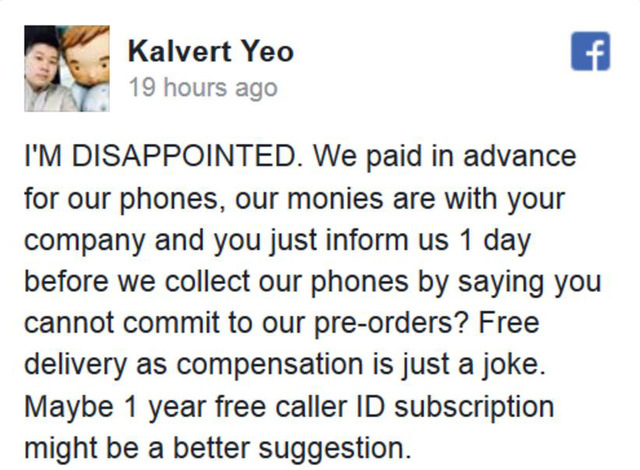 Kalvert Yeo
19 hours ago
I'M DISAPPOINTED. We paid in advance
for our phones, our monies are with your
company and you just inform us 1 day
before we collect our phones by saying you
cannot commit to our pre-orders? Free
delivery as compensation is just a joke.
Maybe 1 year free caller ID subscription
might be a better suggestion.